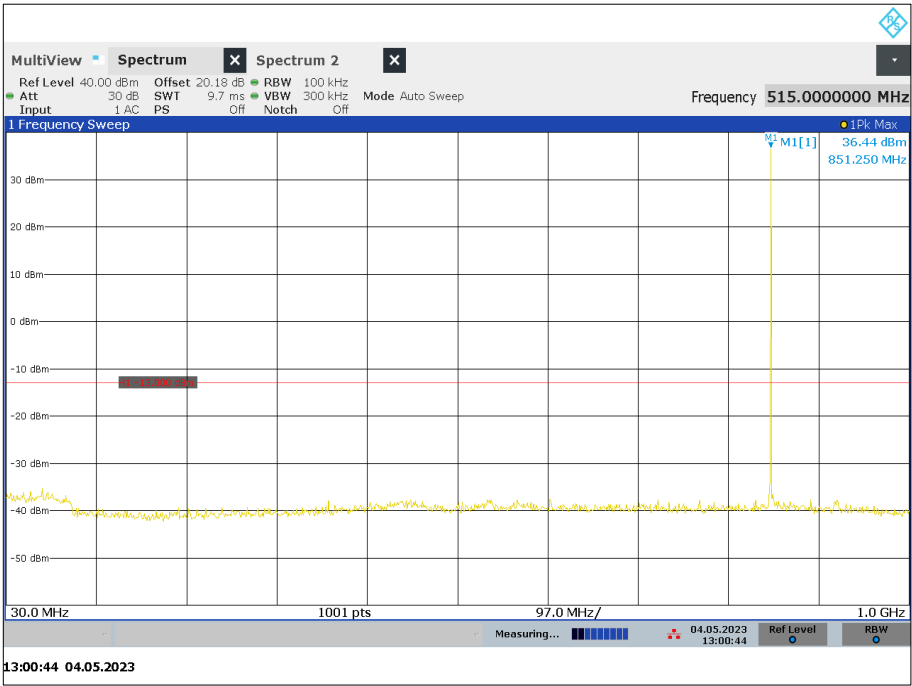 R S
MultiView Spectrum X Spectrum 2 X
Ref Level 40.00 dBm Offset 20.18 dB RBW 100 kHz
Att 30 dB SWT 9.7 ms VBW 300 kHz Mode Auto Sweep
Input 1 AC PS Off Notch Off
Frequency 515.0000000 MHz
1 Frequency Sweep 1Pk Max
M1 M1[1] 36.44 dBm
851.250 MHz
30 dBm
20 dBm
10 dBm
0 dBm
-10 dBm
-20 dBm
-30 dBm
-40 dBm
-50 dBm
30.0 MHz 1001 pts 97.0 MHz/ 1.0 GHz
Measuring... 04.05.2023 Ref Level RBW
13:00:44
13:00:44 04.05.2023